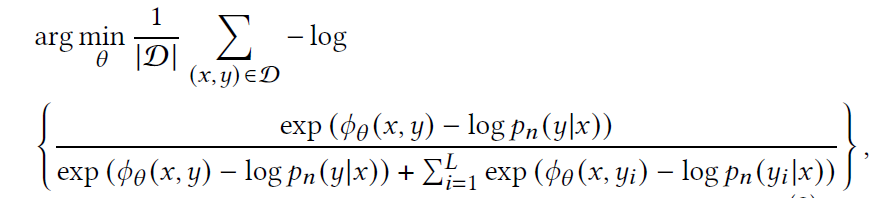 arg min_θ 1/|𝒟| ∑_{(x,y)∈𝒟} − log
{ exp (ϕ_θ(x, y) − log p_n(y|x)) / exp (ϕ_θ(x, y) − log p_n(y|x)) + ∑_{i=1}^{L} exp (ϕ_θ(x, y_i) − log p_n(y_i|x)) },